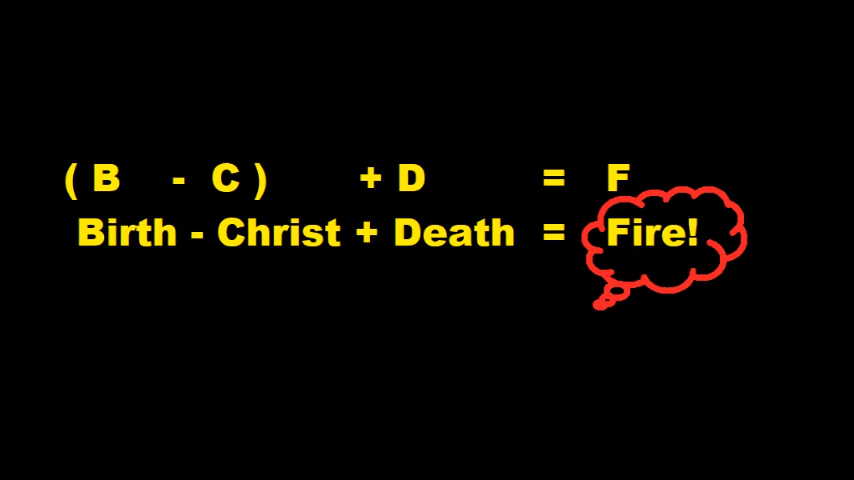 ( B - C ) + D = F
Birth - Christ + Death = Fire!